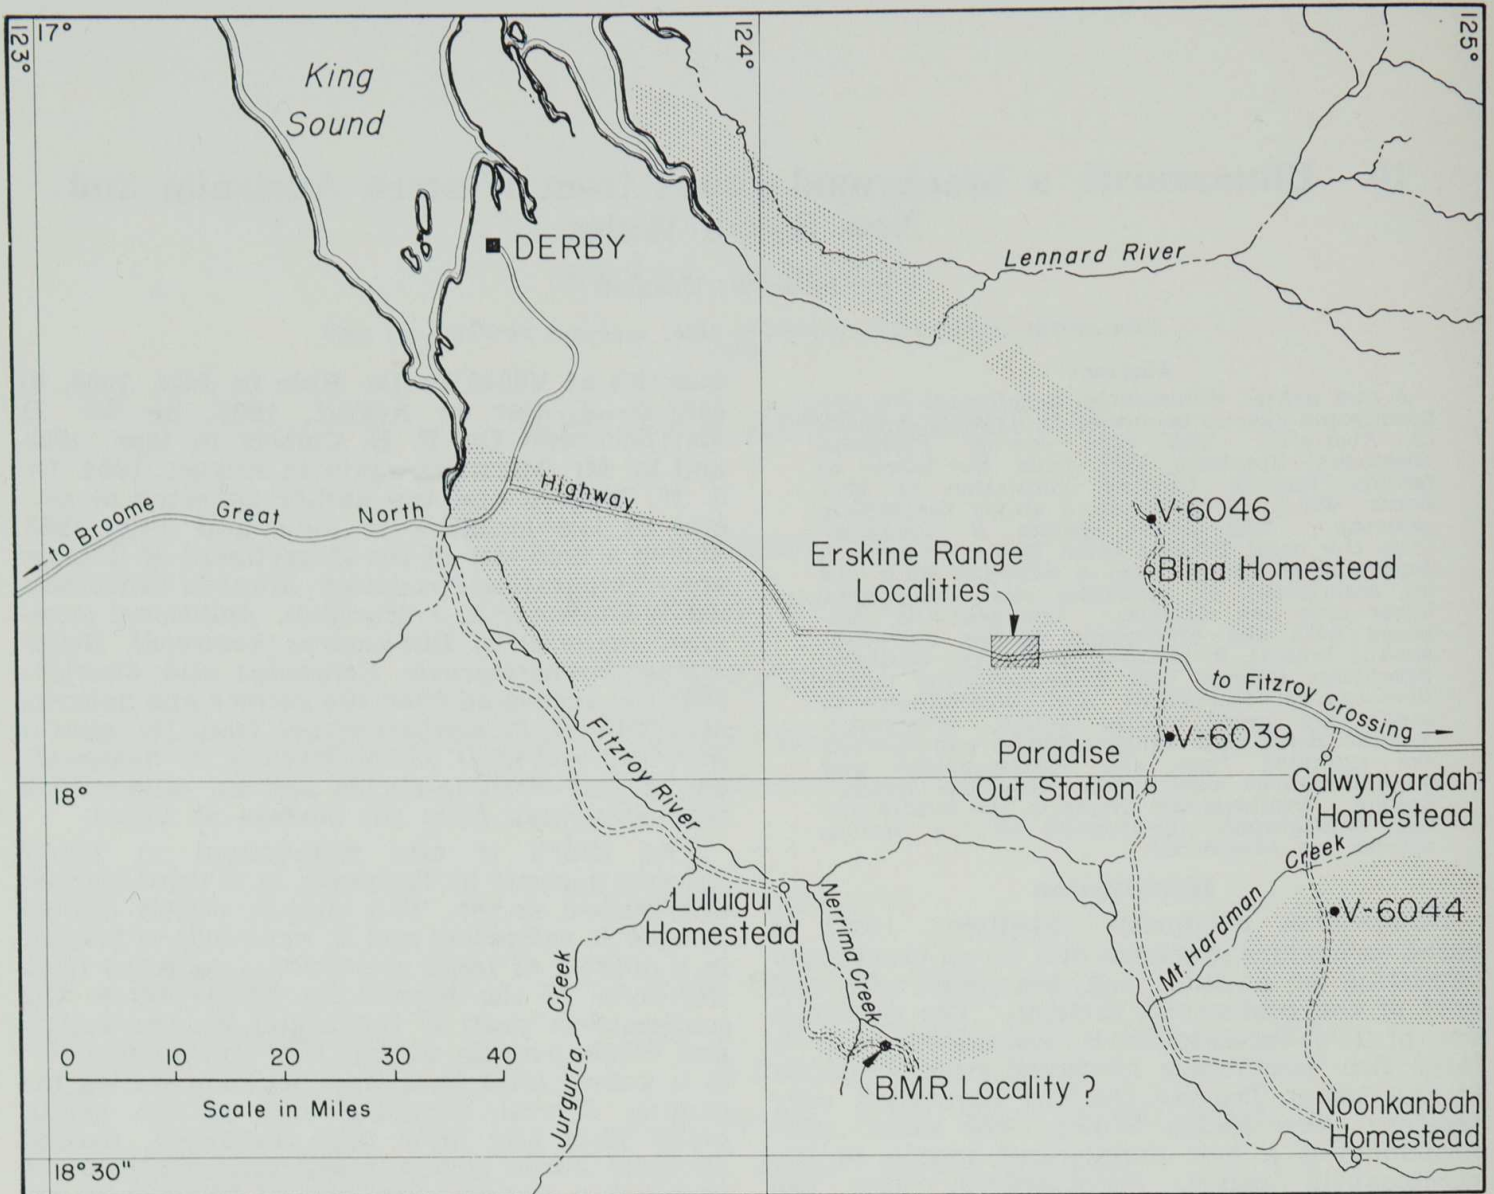 17°
123°
124°
125°
King
Sound
DERBY
Lennard River
Highway
Great North
to Broome
V-6046
Blina Homestead
Erskine Range
Localities
to Fitzroy Crossing
V-6039
Paradise
Out Station
Calwynyardah
Homestead
18°
Fitzroy River
Creek
Mt. Hardman
V-6044
Luluigui
Homestead
Nerrima Creek
Jurgurra Creek
B.M.R. Locality ?
0 10 20 30 40
Scale in Miles
Noonkanbah
Homestead
18°30"